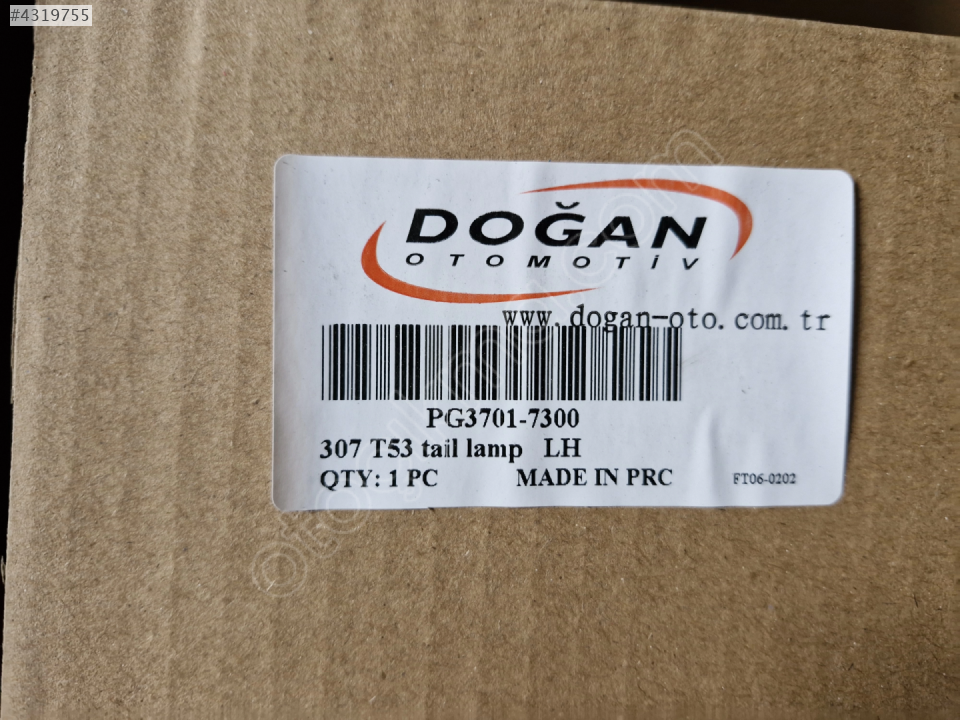 #4319755
DOĞAN
OTOMOTİV
www.dogan-oto.com.tr
PG3701-7300
307 T53 tail lamp LH
QTY: 1 PC MADE IN PRC FT06-0202